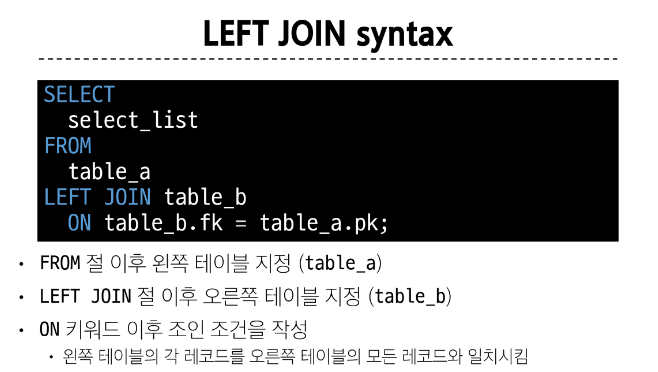 LEFT JOIN syntax
SELECT
select_list
FROM
table_a
LEFT JOIN table_b
ON table_b.fk = table_a.pk;
• FROM 절 이후 왼쪽 테이블 지정 (table_a)
• LEFT JOIN 절 이후 오른쪽 테이블 지정 (table_b)
• ON 키워드 이후 조인 조건을 작성
• 왼쪽 테이블의 각 레코드를 오른쪽 테이블의 모든 레코드와 일치시킴